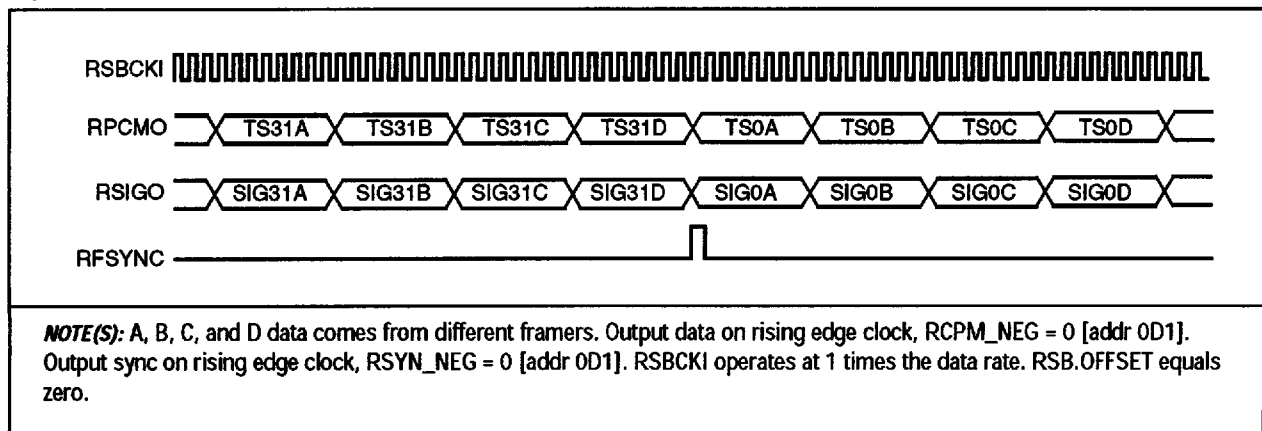 RSBCKI
RPCMO TS31A TS31B TS31C TS31D TS0A TS0B TS0C TS0D
RSIGO SIG31A SIG31B SIG31C SIG31D SIG0A SIG0B SIG0C SIG0D
RFSYNC
NOTE(S): A, B, C, and D data comes from different framers. Output data on rising edge clock, RCPM_NEG = 0 [addr 0D1].
Output sync on rising edge clock, RSYN_NEG = 0 [addr 0D1]. RSBCKI operates at 1 times the data rate. RSB.OFFSET equals
zero.